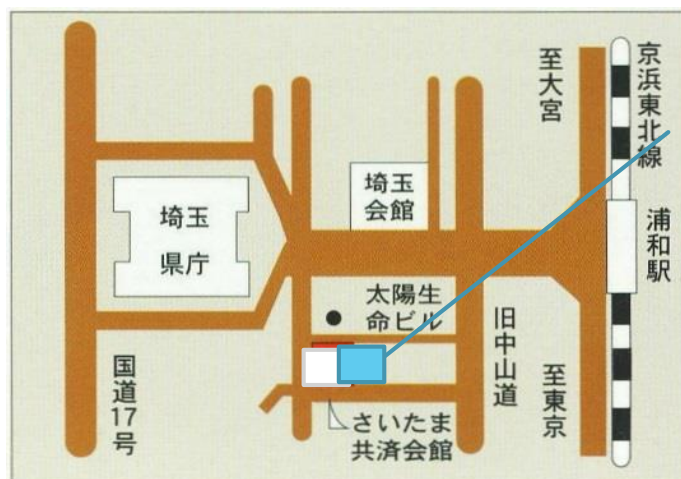 京浜東北線
至大宮
埼玉
会館
埼玉
県庁
浦和駅
太陽生
命ビル
旧中山道
国道17号
至東京
さいたま
共済会館